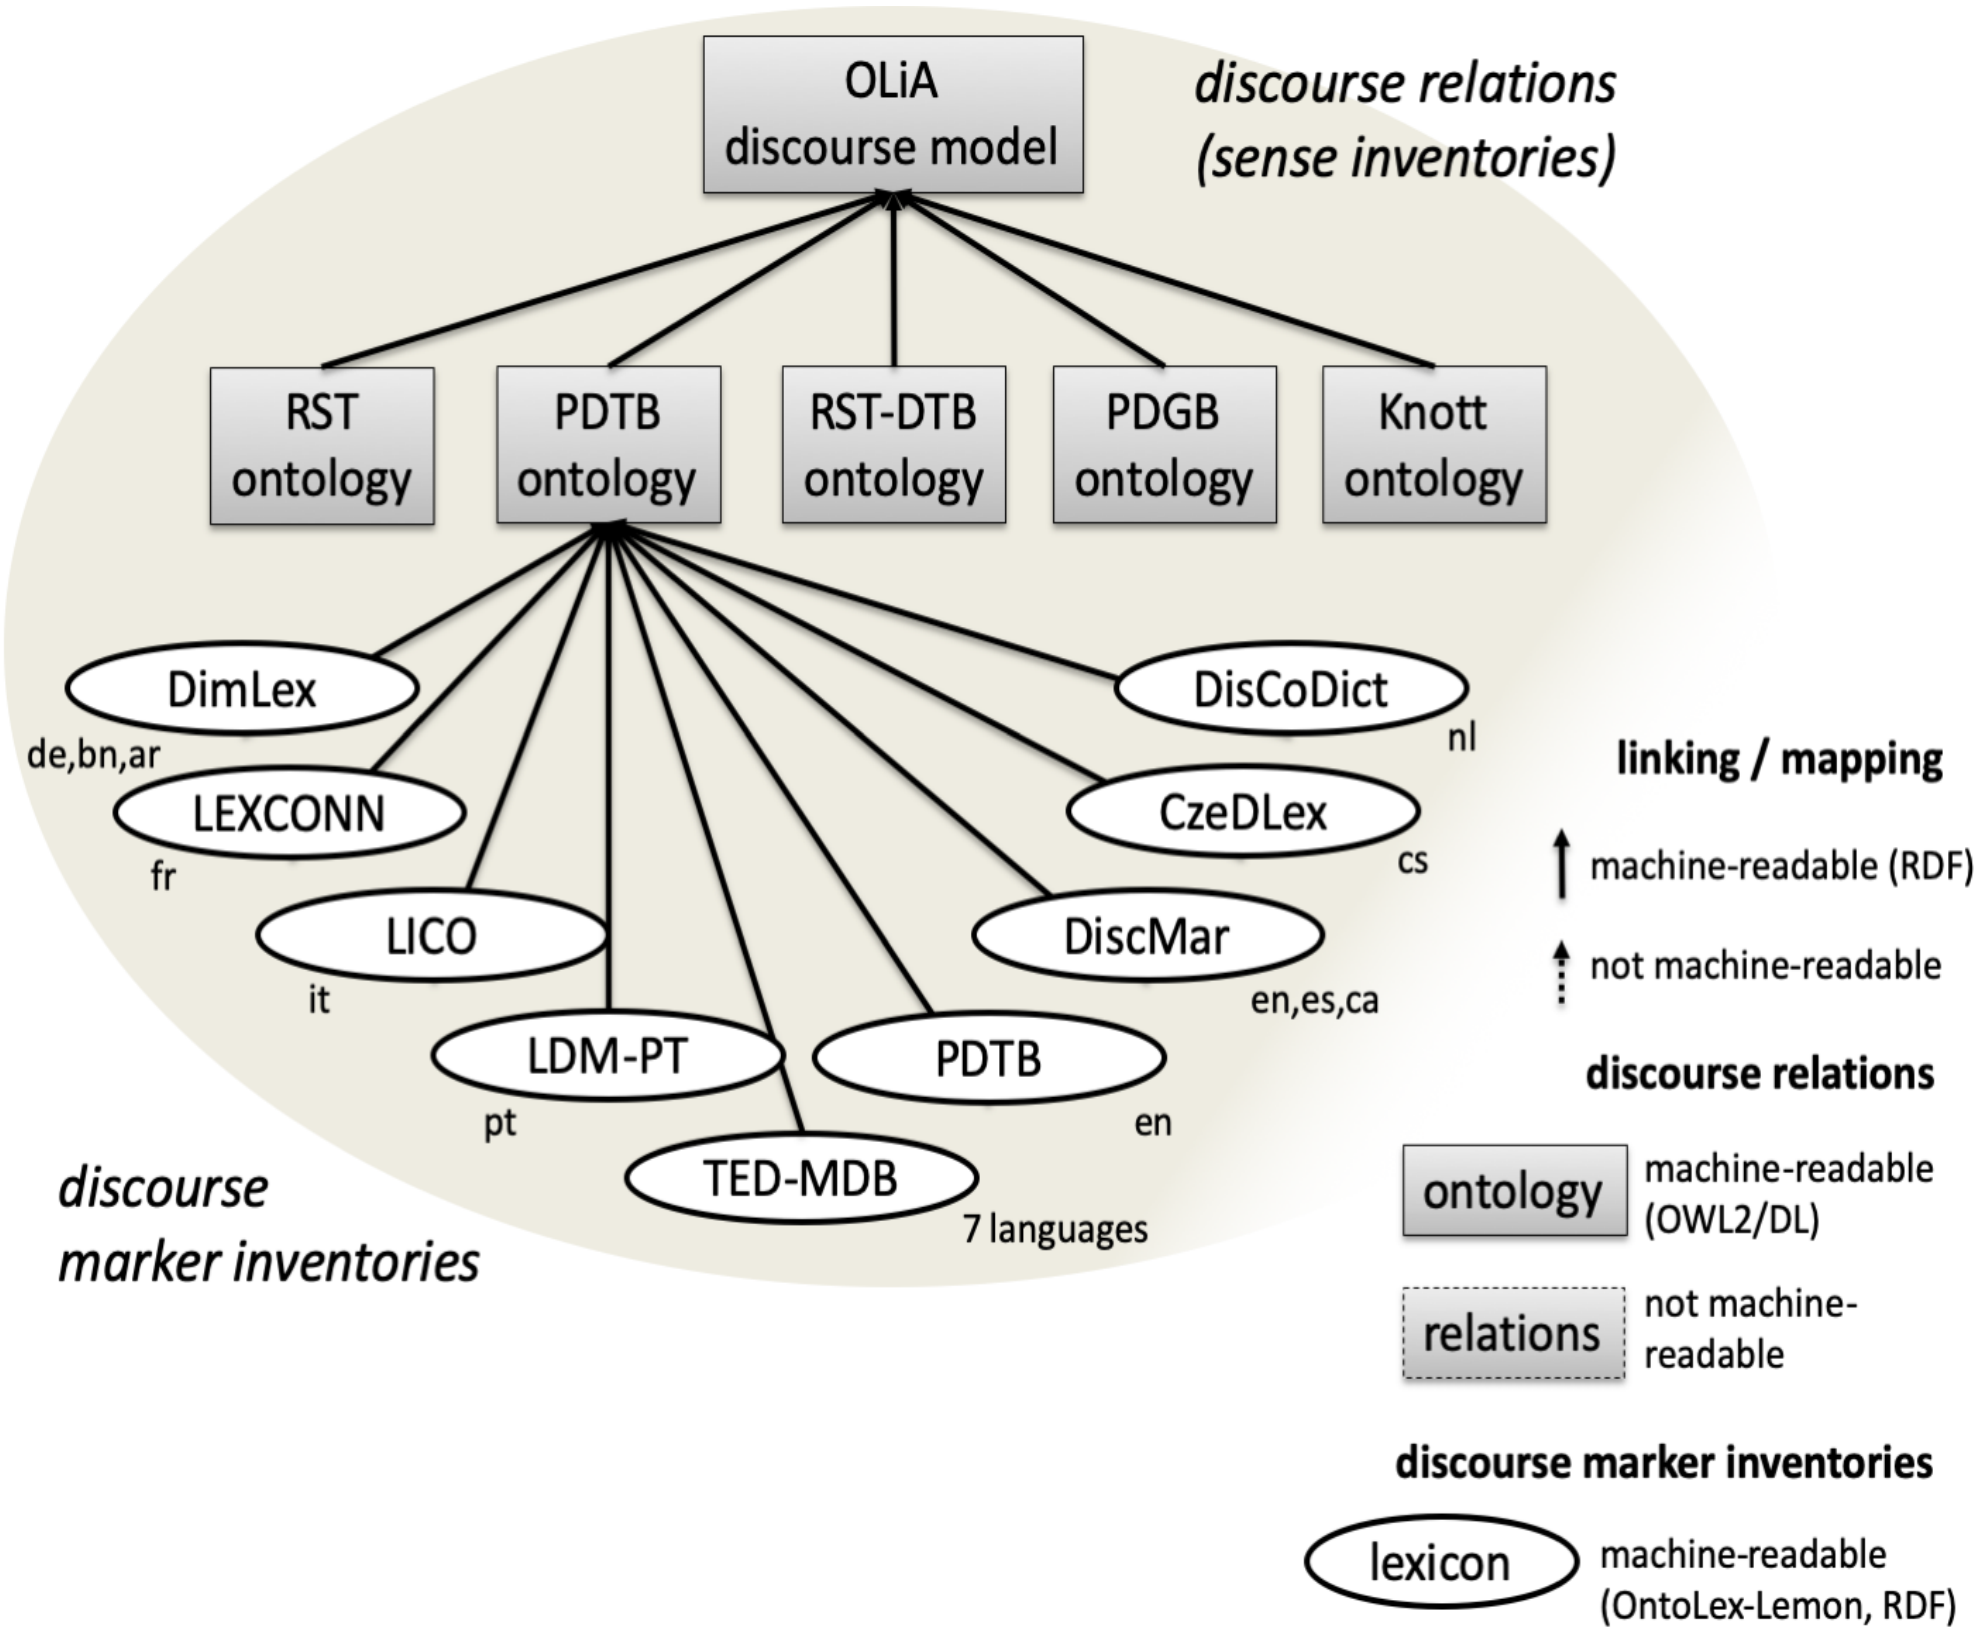 OLiA
discourse model
discourse relations
(sense inventories)
RST
ontology
PDTB
ontology
RST-DTB
ontology
PDGB
ontology
Knott
ontology
DimLex
de,bn,ar
LEXCONN
fr
LICO
it
LDM-PT
pt
TED-MDB
7 languages
PDTB
en
DiscMar
en,es,ca
CzeDLex
cs
DisCoDict
nl
discourse
marker inventories
linking / mapping
machine-readable (RDF)
not machine-readable
discourse relations
ontology
machine-readable
(OWL2/DL)
relations
not machine-
readable
discourse marker inventories
lexicon
machine-readable
(OntoLex-Lemon, RDF)